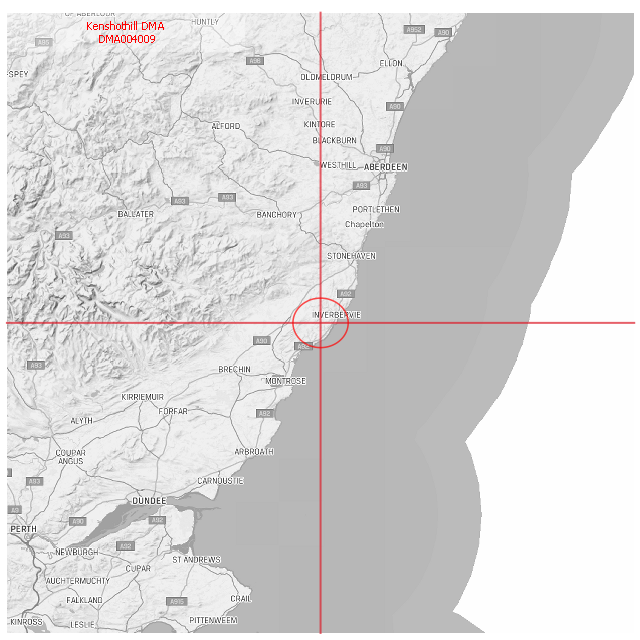 OF ABERLOUR
HUNTLY
Kenshothill DMA
DMA004009
A952
A90
A95
A96
ELLON
SPEY
OLDMELDRUM
INVERURIE
A90
KINTORE
ALFORD
BLACKBURN
A90
WESTHILL
ABERDEEN
A93
A93
A93
BALLATER
BANCHORY
PORTLETHEN
Chapelton
A93
STONEHAVEN
A92
INVERBERVIE
A90
A92
A93
BRECHIN
MONTROSE
KIRRIEMUIR
FORFAR
A92
ALYTH
COUPAR
ANGUS
ARBROATH
A93
CARNOUSTIE
DUNDEE
A9
A90
A92
PERTH
A92
NEWBURGH
ST ANDREWS
CUPAR
AUCHTERMUCHTY
FALKLAND
A915
CRAIL
KINROSS
LESLIE
PITTENWEEM